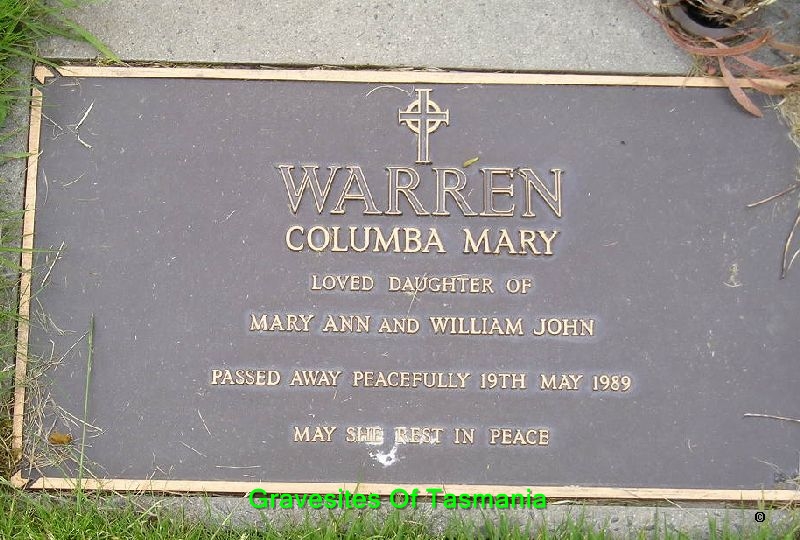 WARREN
COLUMBA MARY
LOVED DAUGHTER OF
MARY ANN AND WILLIAM JOHN
PASSED AWAY PEACEFULLY 19TH MAY 1989
MAY SHE REST IN PEACE
Gravesites Of Tasmania
©